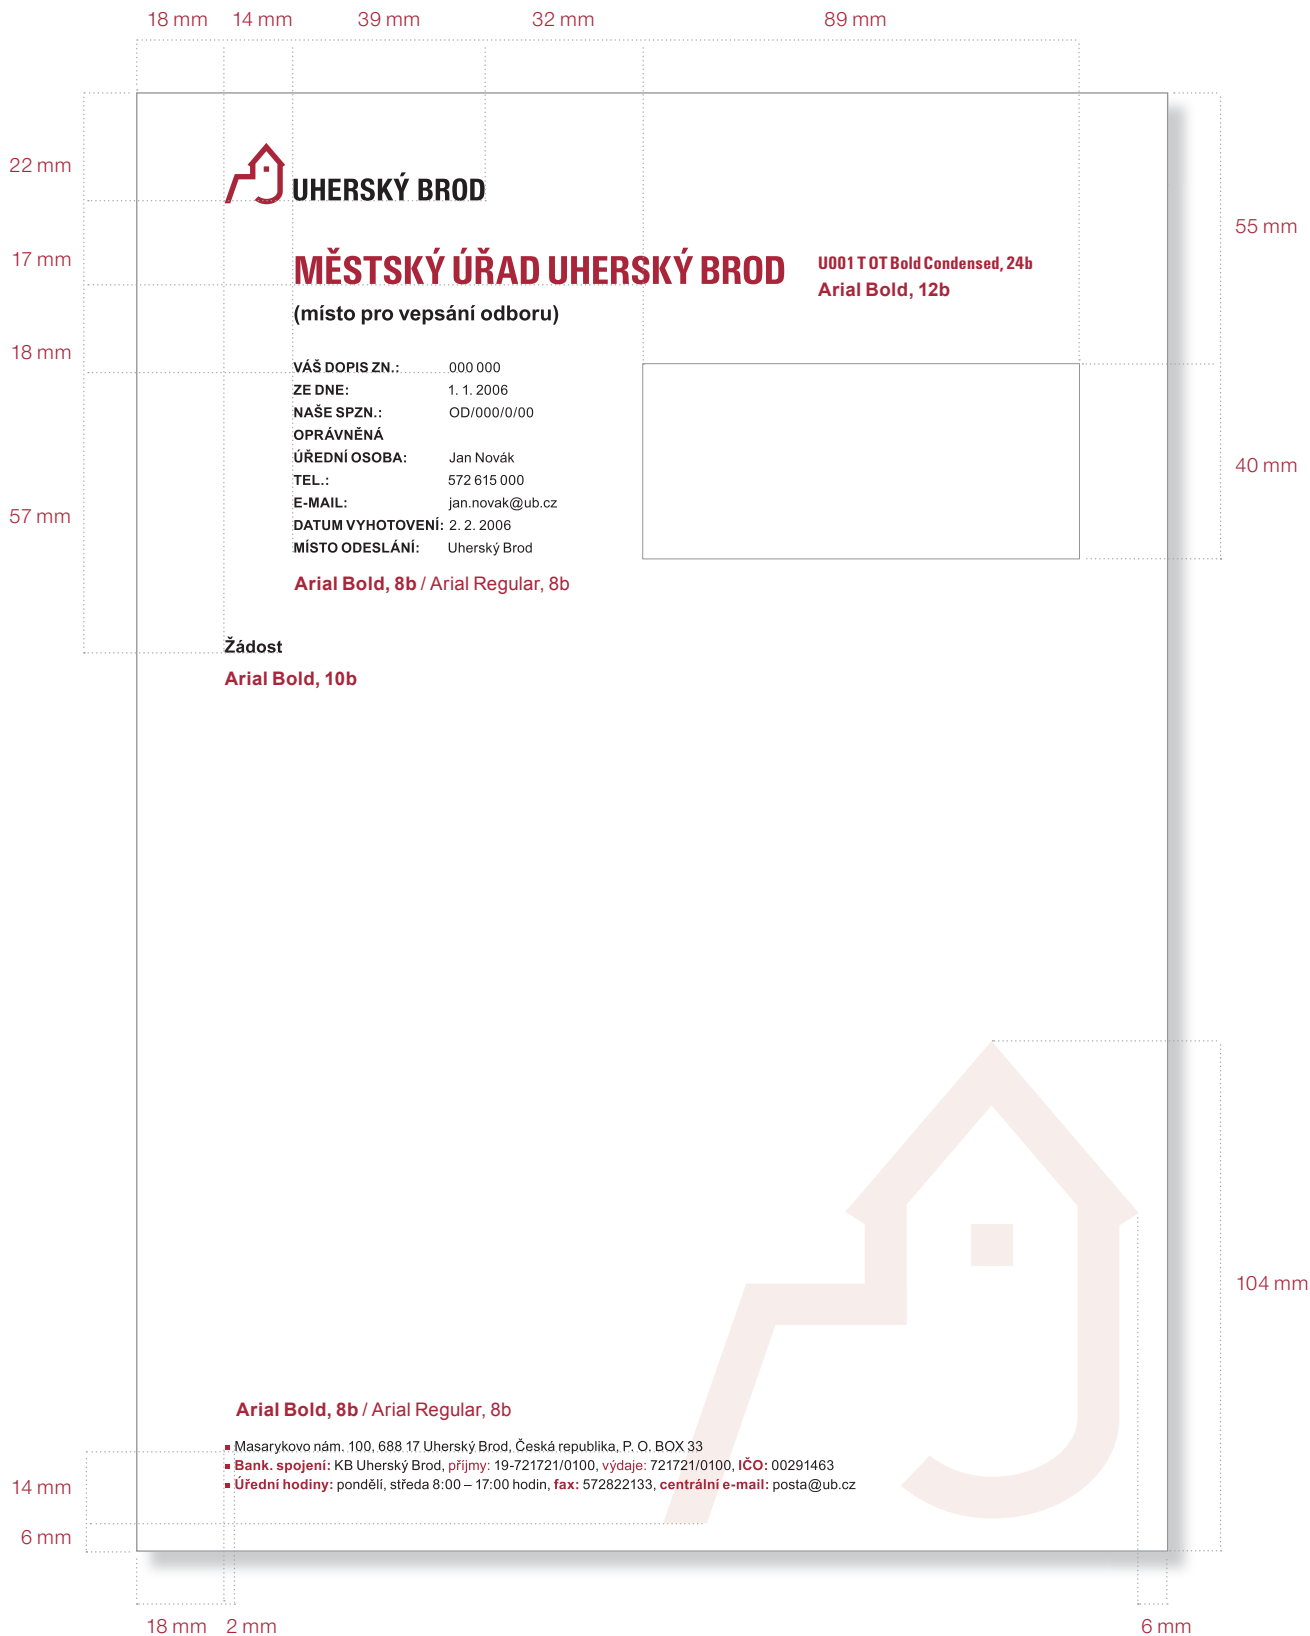 18 mm 14 mm 39 mm 32 mm 89 mm
22 mm
UHERSKÝ BROD
55 mm
17 mm
MĚSTSKÝ ÚŘAD UHERSKÝ BROD
U001 T OT Bold Condensed, 24b
Arial Bold, 12b
(místo pro vepsání odboru)
18 mm
VÁŠ DOPIS ZN.: 000 000
ZE DNE: 1. 1. 2006
NAŠE SPZN.: OD/000/0/00
OPRÁVNĚNÁ
ÚŘEDNÍ OSOBA: Jan Novák
40 mm
TEL.: 572 615 000
E-MAIL: jan.novak@ub.cz
57 mm
DATUM VYHOTOVENÍ: 2. 2. 2006
MÍSTO ODESLÁNÍ: Uherský Brod
Arial Bold, 8b / Arial Regular, 8b
Žádost
Arial Bold, 10b
104 mm
Arial Bold, 8b / Arial Regular, 8b
Masarykovo nám. 100, 688 17 Uherský Brod, Česká republika, P. O. BOX 33
Bank. spojení: KB Uherský Brod, příjmy: 19-721721/0100, výdaje: 721721/0100, IČO: 00291463
Úřední hodiny: pondělí, středa 8:00 – 17:00 hodin, fax: 572822133, centrální e-mail: posta@ub.cz
14 mm
6 mm
18 mm 2 mm 6 mm